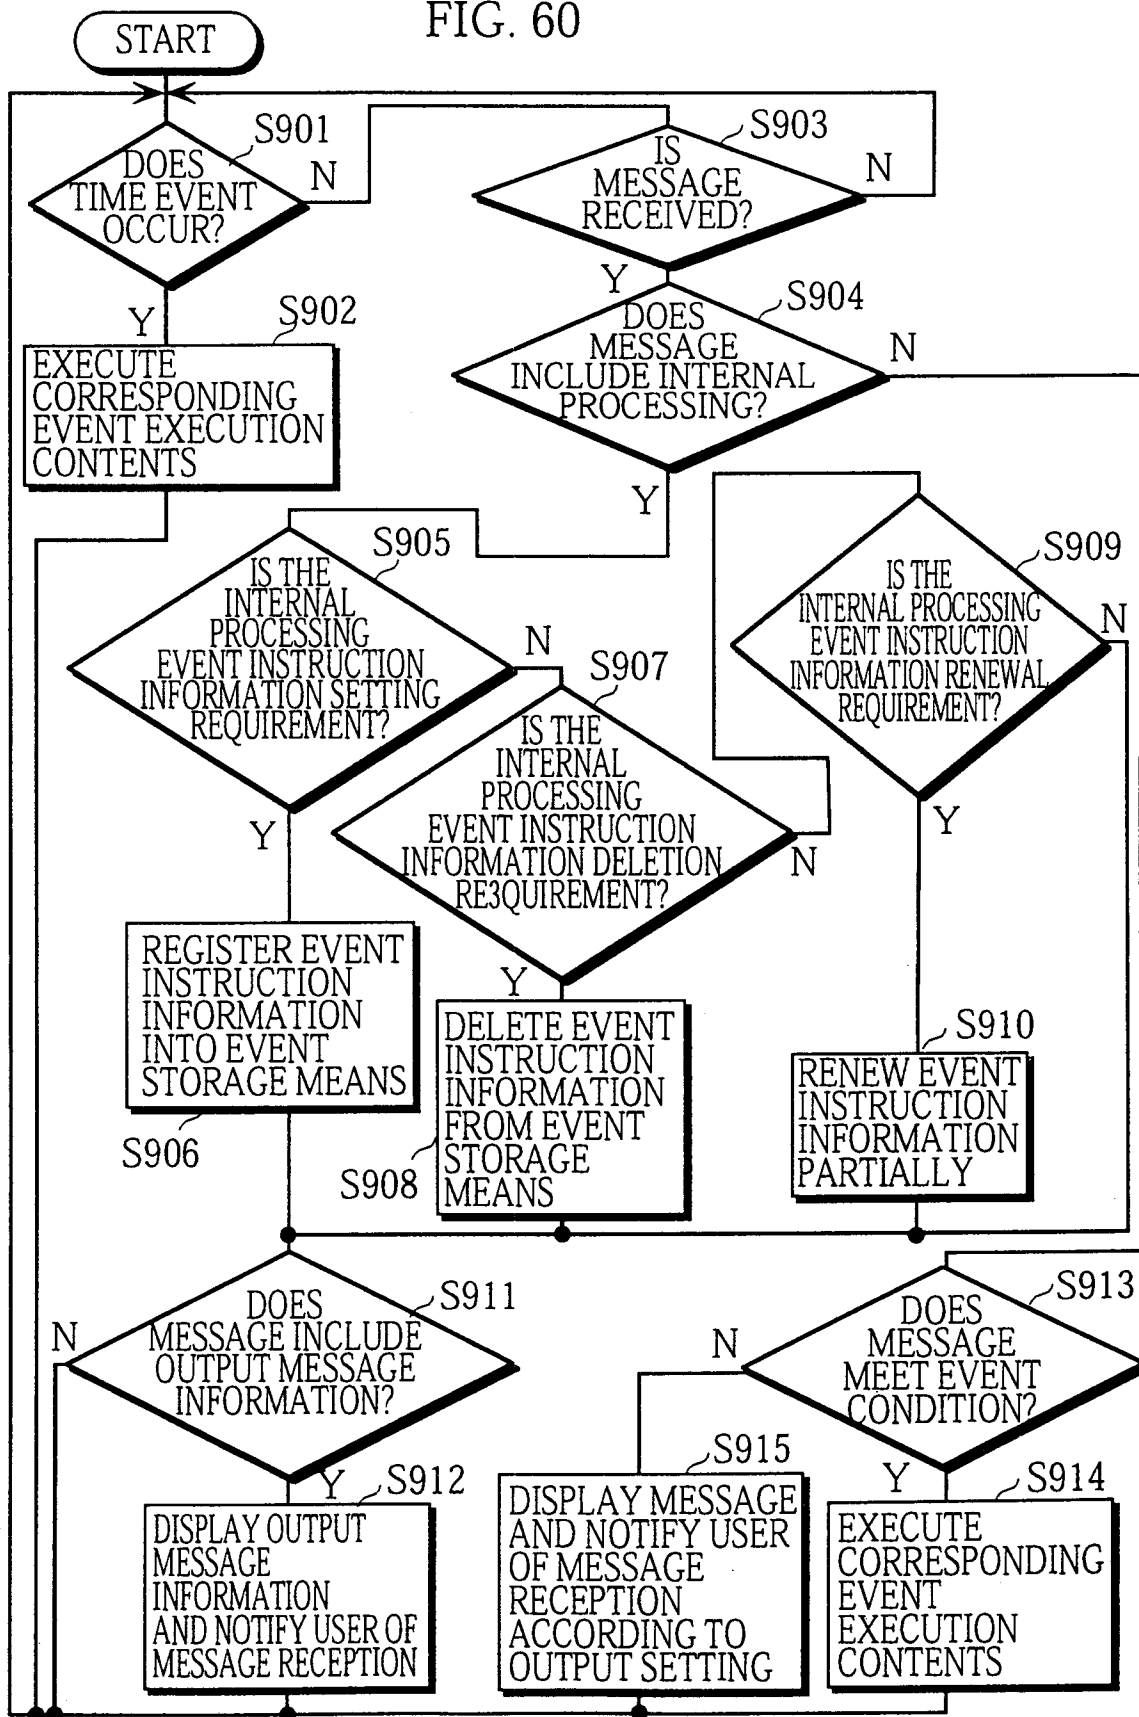 FIG. 60
START
S901
DOES
TIME EVENT
OCCUR?
N
Y
S902
EXECUTE
CORRESPONDING
EVENT EXECUTION
CONTENTS
S903
IS
MESSAGE
RECEIVED?
N
Y
S904
DOES
MESSAGE
INCLUDE INTERNAL
PROCESSING?
N
Y
S905
IS THE
INTERNAL
PROCESSING
EVENT INSTRUCTION
INFORMATION SETTING
REQUIREMENT?
N
Y
S907
IS THE
INTERNAL
PROCESSING
EVENT INSTRUCTION
INFORMATION DELETION
RE3QUIREMENT?
N
Y
S909
IS THE
INTERNAL PROCESSING
EVENT INSTRUCTION
INFORMATION RENEWAL
REQUIREMENT?
N
Y
REGISTER EVENT
INSTRUCTION
INFORMATION
INTO EVENT
STORAGE MEANS
S906
DELETE EVENT
INSTRUCTION
INFORMATION
FROM EVENT
STORAGE
MEANS
S908
S910
RENEW EVENT
INSTRUCTION
INFORMATION
PARTIALLY
S911
DOES
MESSAGE INCLUDE
OUTPUT MESSAGE
INFORMATION?
N
Y
S912
DISPLAY OUTPUT
MESSAGE
INFORMATION
AND NOTIFY USER OF
MESSAGE RECEPTION
S913
DOES
MESSAGE
MEET EVENT
CONDITION?
N
Y
S915
DISPLAY MESSAGE
AND NOTIFY USER
OF MESSAGE
RECEPTION
ACCORDING TO
OUTPUT SETTING
S914
EXECUTE
CORRESPONDING
EVENT
EXECUTION
CONTENTS